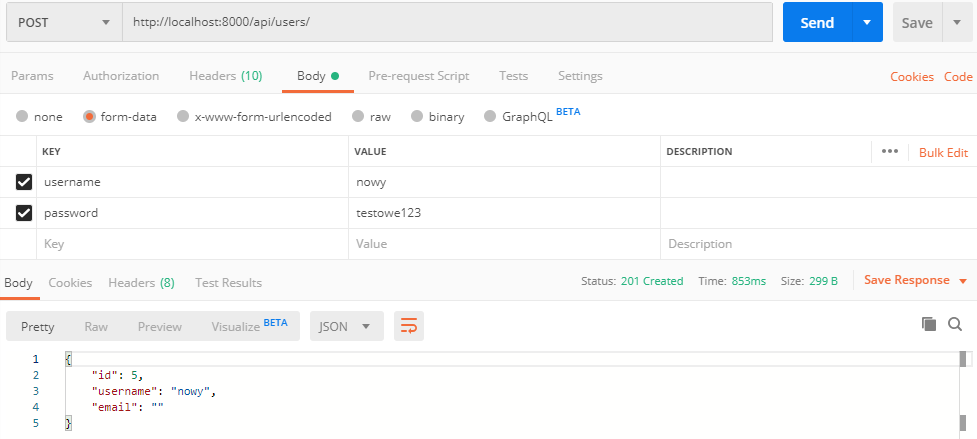 POST http://localhost:8000/api/users/ Send Save
Params Authorization Headers (10) Body Pre-request Script Tests Settings Cookies Code
none form-data x-www-form-urlencoded raw binary GraphQL BETA
KEY VALUE DESCRIPTION ••• Bulk Edit
username nowy
password testowe123
Key Value Description
Body Cookies Headers (8) Test Results Status: 201 Created Time: 853ms Size: 299 B Save Response
Pretty Raw Preview Visualize BETA JSON
1 {
2 "id": 5,
3 "username": "nowy",
4 "email": ""
5 }